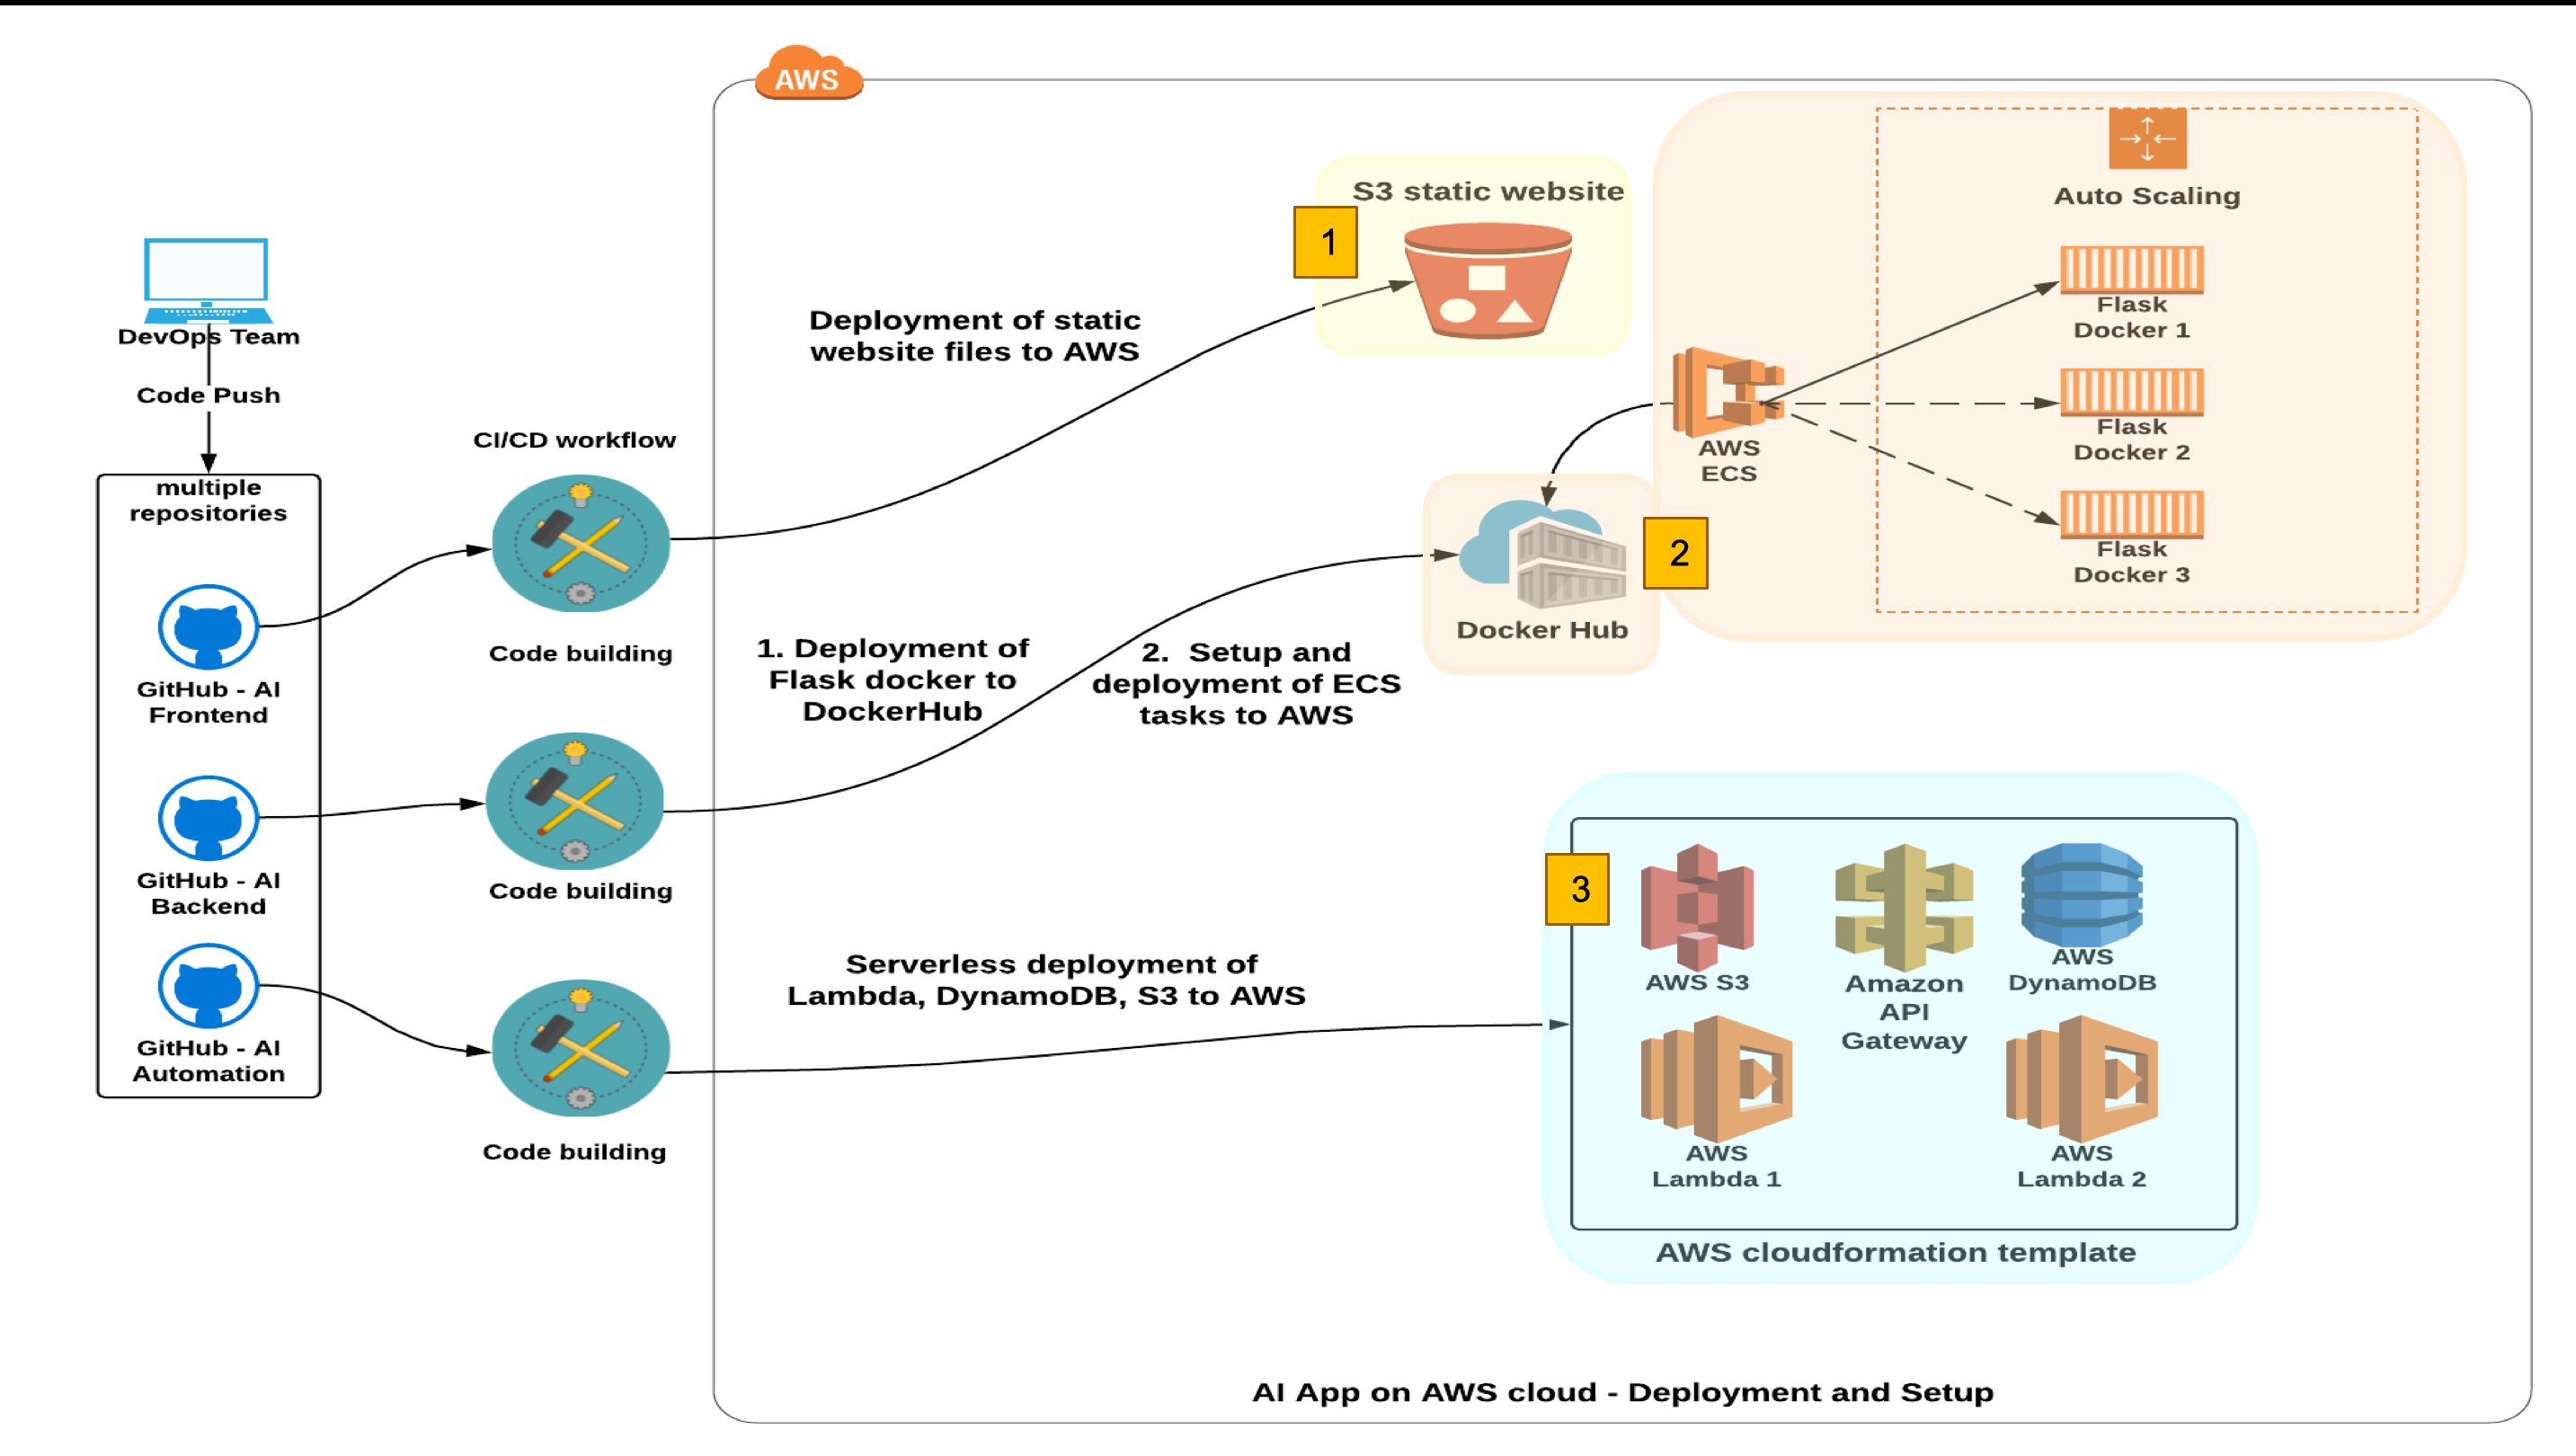 AWS
S3 static website
1
Auto Scaling
Flask
Docker 1
Flask
Docker 2
Flask
Docker 3
AWS
ECS
DevOps Team
Code Push
multiple
repositories
GitHub - AI
Frontend
GitHub - AI
Backend
GitHub - AI
Automation
CI/CD workflow
Code building
Code building
Code building
Deployment of static
website files to AWS
1. Deployment of
Flask docker to
DockerHub
2. Setup and
deployment of ECS
tasks to AWS
2
Docker Hub
Serverless deployment of
Lambda, DynamoDB, S3 to AWS
3
AWS S3
Amazon
API
Gateway
AWS
DynamoDB
AWS
Lambda 1
AWS
Lambda 2
AWS cloudformation template
AI App on AWS cloud - Deployment and Setup